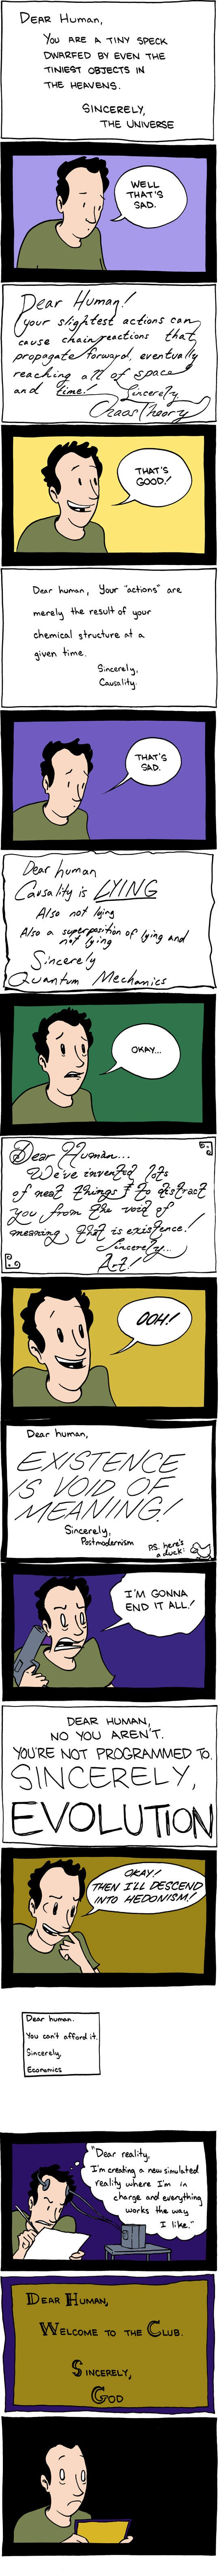 DEAR HUMAN,
YOU ARE A TINY SPECK
DWARFED BY EVEN THE
TINIEST OBJECTS IN
THE HEAVENS.
SINCERELY,
THE UNIVERSE
WELL
THAT'S
SAD.
Dear Human!
your slightest actions can
cause chain reactions that
propagate forward, eventually
reaching all of space
and time!
Sincerely,
Chaos Theory
THAT'S
GOOD!
Dear human, Your "actions" are
merely the result of your
chemical structure at a
given time.
Sincerely,
Causality.
THAT'S
SAD.
Dear human
Causality is LYING
Also not lying
Also a superposition of lying and
not lying
Sincerely
Quantum Mechanics
OKAY...
Dear Human...
We've invented lots
of neat things to distract
you from the void of
meaning that is existence!
Sincerely...
Art!
OOH!
Dear human,
EXISTENCE
IS VOID OF
MEANING!
Sincerely,
Postmodernism
P.S. here's
a duck:
I'M GONNA
END IT ALL!
DEAR HUMAN,
NO YOU AREN'T.
YOU'RE NOT PROGRAMMED TO.
SINCERELY,
EVOLUTION
OKAY!
THEN I'LL DESCEND
INTO HEDONISM!
Dear human.
You can't afford it.
Sincerely,
Economics
"Dear reality,
I'm creating a new simulated
reality where I'm in
charge and everything
works the way
I like."
DEAR HUMAN,
WELCOME TO THE CLUB.
SINCERELY,
GOD